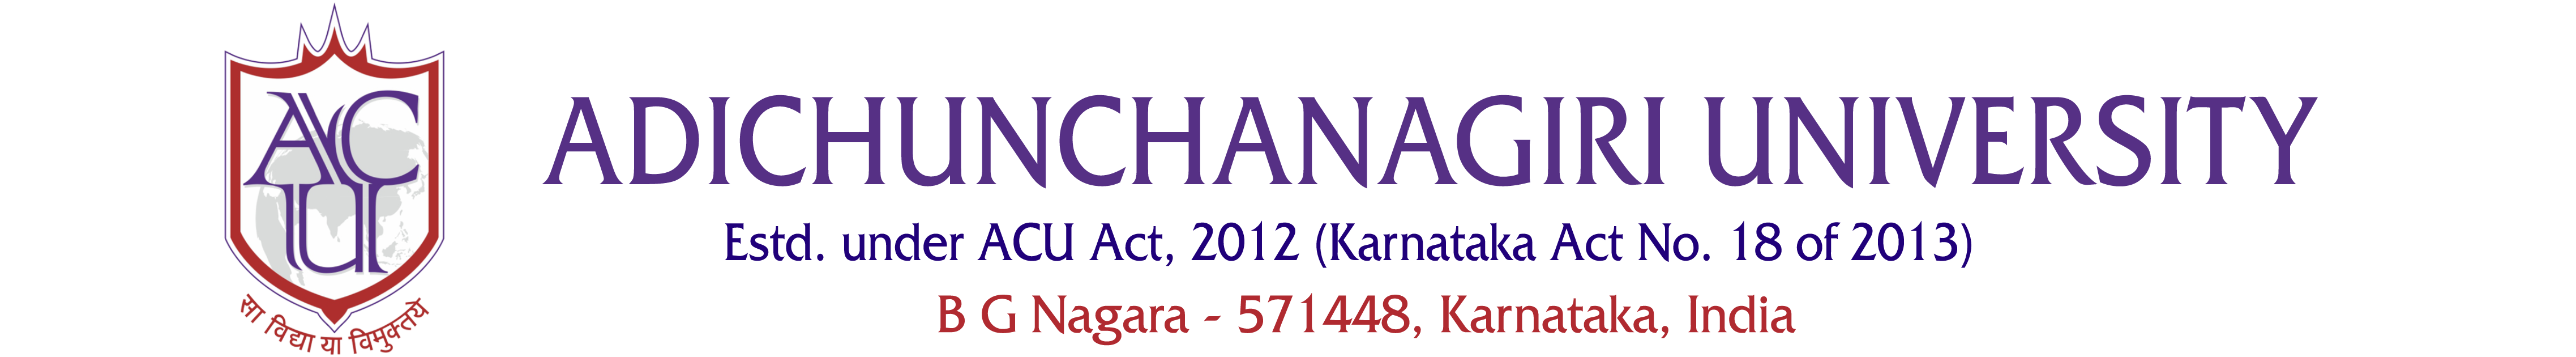 ACU
सा विद्या या विमुक्तये
ADICHUNCHANAGIRI UNIVERSITY
Estd. under ACU Act, 2012 (Karnataka Act No. 18 of 2013)
B G Nagara - 571448, Karnataka, India